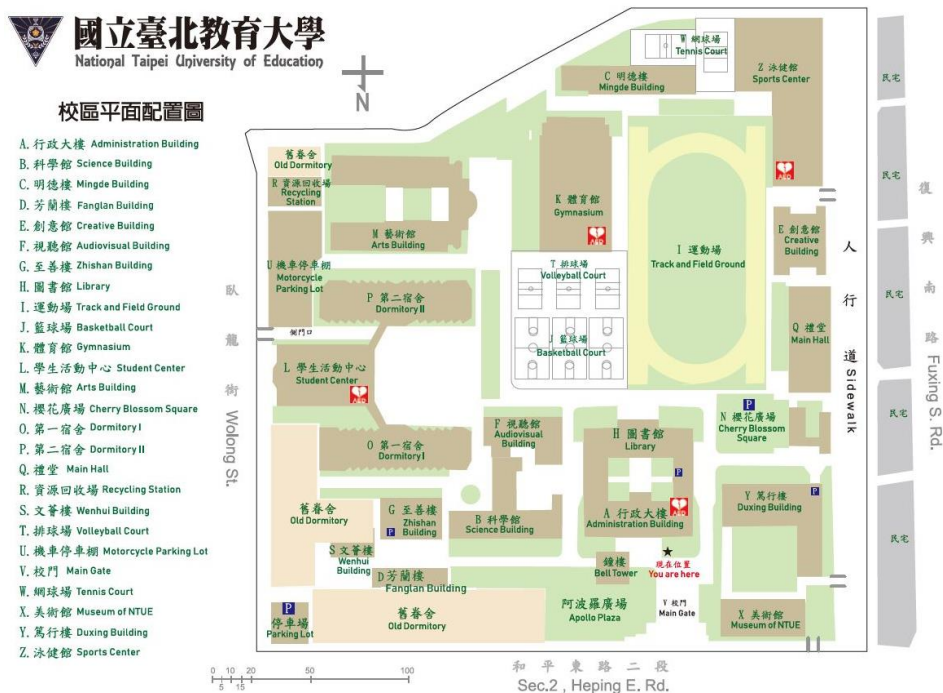 國立臺北教育大學
National Taipei University of Education
校區平面配置圖
A. 行政大樓 Administration Building
B. 科學館 Science Building
C. 明德樓 Mingde Building
D. 芳蘭樓 Fanglan Building
E. 創意館 Creative Building
F. 視聽館 Audiovisual Building
G. 至善樓 Zhishan Building
H. 圖書館 Library
I. 運動場 Track and Field Ground
J. 籃球場 Basketball Court
K. 體育館 Gymnasium
L. 學生活動中心 Student Center
M. 藝術館 Arts Building
N. 櫻花廣場 Cherry Blossom Square
O. 第一宿舍 Dormitory I
P. 第二宿舍 Dormitory II
Q. 禮堂 Main Hall
R. 資源回收場 Recycling Station
S. 文薈樓 Wenhui Building
T. 排球場 Volleyball Court
U. 機車停車棚 Motorcycle Parking Lot
V. 校門 Main Gate
W. 網球場 Tennis Court
X. 美術館 Museum of NTUE
Y. 篤行樓 Duxing Building
Z. 泳健館 Sports Center
N
W 網球場
Tennis Court
C 明德樓
Mingde Building
Z 泳健館
Sports Center
民宅
舊眷舍
Old Dormitory
R 資源回收場
Recycling
Station
AED
K 體育館
Gymnasium
AED
民宅
M 藝術館
Arts Building
I 運動場
Track and Field Ground
E 創意館
Creative
Building
U 機車停車棚
Motorcycle
Parking Lot
T 排球場
Volleyball Court
P 第二宿舍
Dormitory II
民宅
側門口
J 籃球場
Basketball Court
Q 禮堂
Main Hall
人行道 Sidewalk
復興南路 Fuxing S. Rd.
臥龍街 Wolong St.
L 學生活動中心
Student Center
AED
P
N 櫻花廣場
Cherry Blossom
Square
民宅
F 視聽館
Audiovisual
Building
H 圖書館
Library
O 第一宿舍
Dormitory I
P
Y 篤行樓
Duxing Building
P
舊眷舍
Old Dormitory
G 至善樓
Zhishan
Building
P
B 科學館
Science Building
A 行政大樓
Administration Building
AED
民宅
S 文薈樓
Wenhui
Building
鐘樓
Bell Tower
現在位置
You are here
D 芳蘭樓
Fanglan Building
P
停車場
Parking Lot
舊眷舍
Old Dormitory
阿波羅廣場
Apollo Plaza
V 校門
Main Gate
X 美術館
Museum of NTUE
0 10 20 50 100
5 15
和平東路二段
Sec.2 , Heping E. Rd.